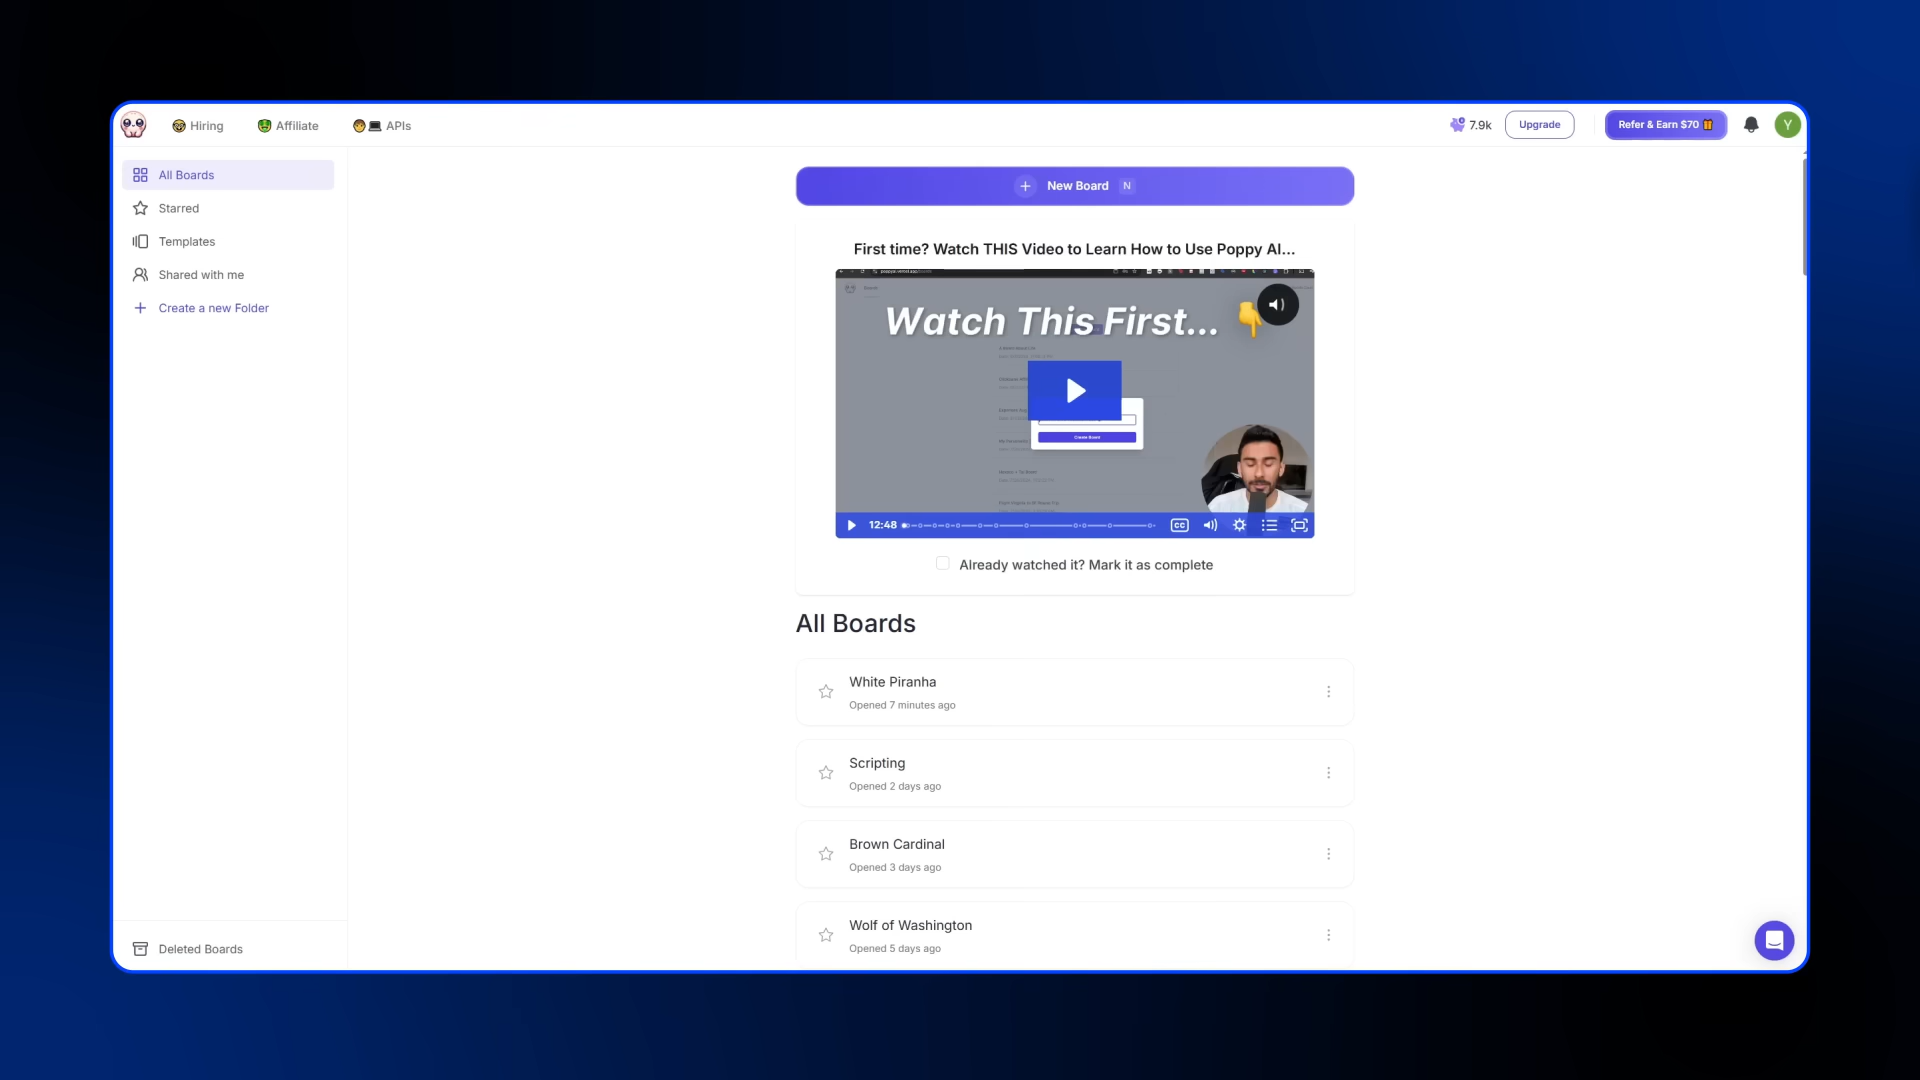 Hiring
Affiliate
APIs
7.9k
Upgrade
Refer & Earn $70
Y
All Boards
Starred
Templates
Shared with me
Create a new Folder
Deleted Boards
New Board N
First time? Watch THIS Video to Learn How to Use Poppy AI...
Watch This First...
Create Board
12:48
CC
Already watched it? Mark it as complete
All Boards
White Piranha
Opened 7 minutes ago
Scripting
Opened 2 days ago
Brown Cardinal
Opened 3 days ago
Wolf of Washington
Opened 5 days ago